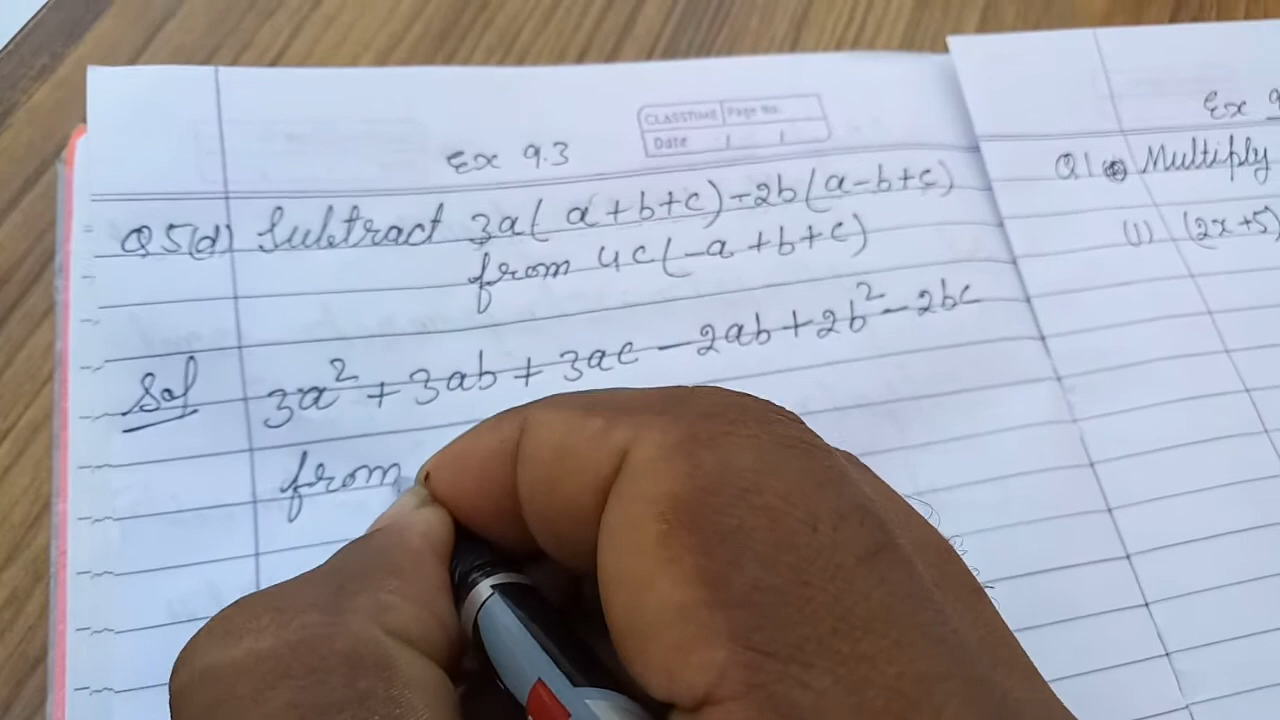 CLASSTIME Page No.
Date / /
Ex 9.3
Q5(d) Subtract 3a(a+b+c)-2b(a-b+c)
from 4c(-a+b+c)
Sol 3a²+3ab+3ac-2ab+2b²-2bc
from
Ex 9
Q1 Multiply
(i) (2x+5)